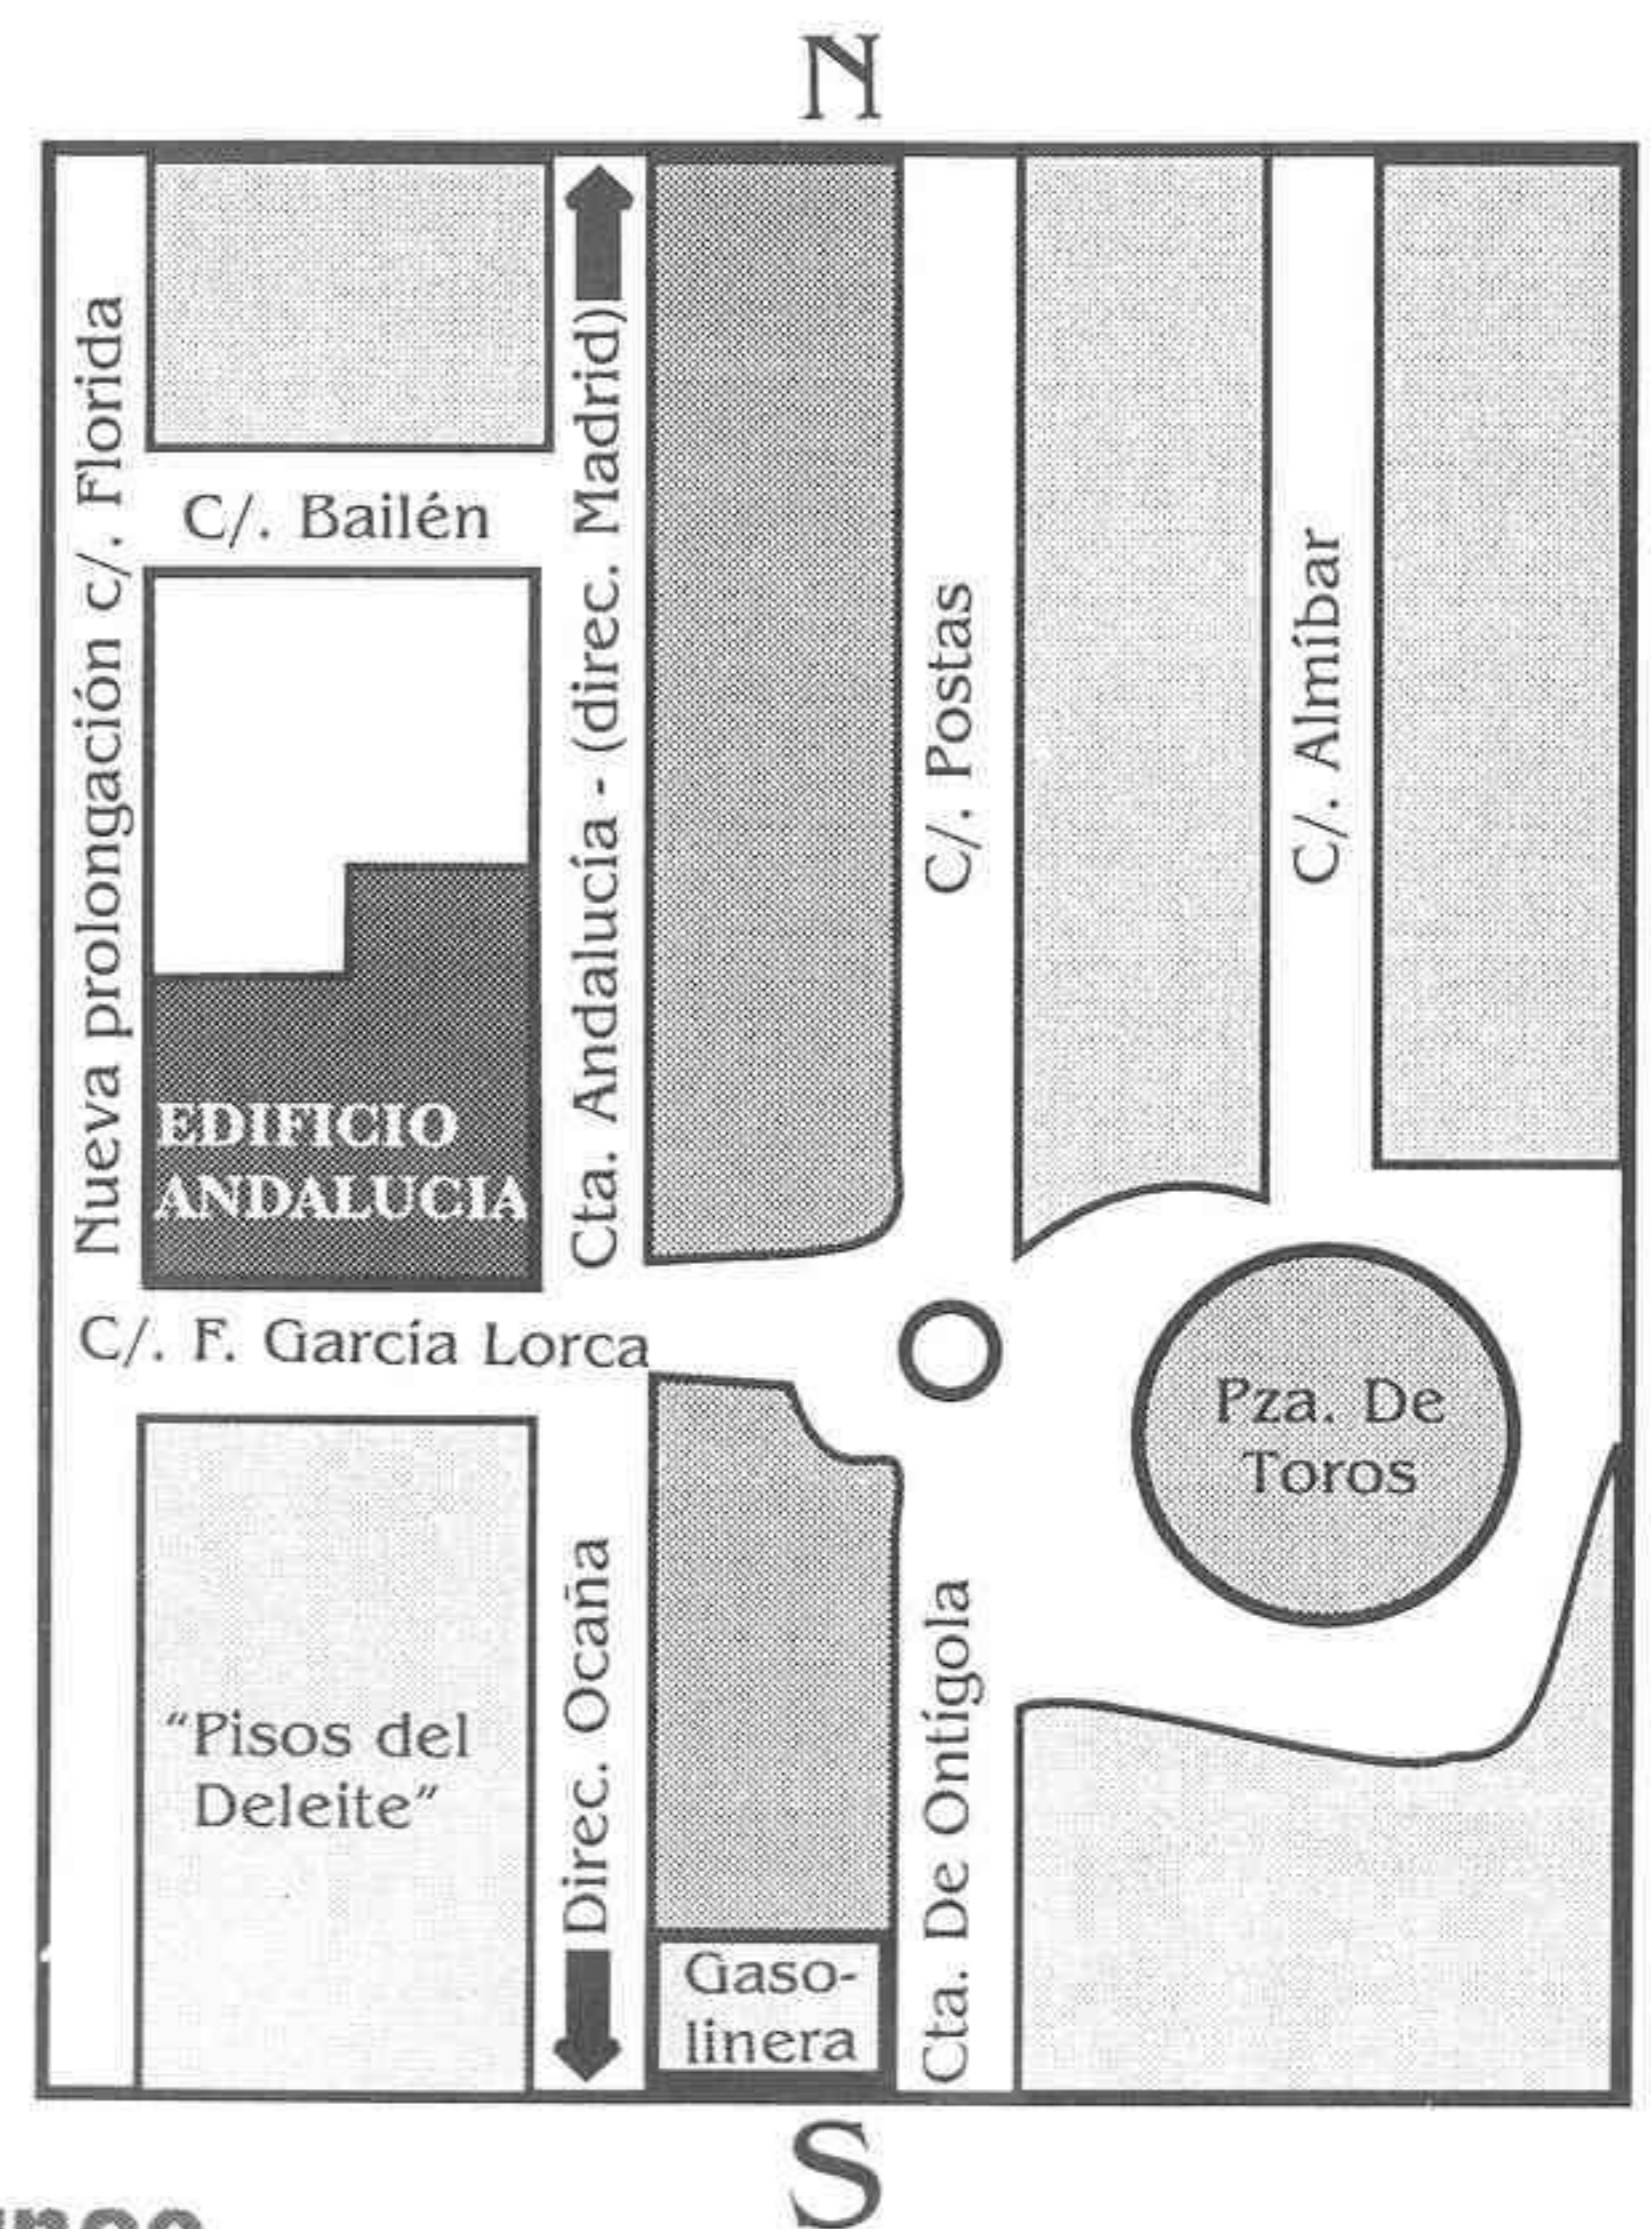 N
Nueva prolongación c/. Florida
C/. Bailén
Cta. Andalucía - (direc. Madrid)
C/. Postas
C/. Almíbar
EDIFICIO
ANDALUCIA
C/. F. García Lorca
Pza. De
Toros
"Pisos del
Deleite"
Direc. Ocaña
Cta. De Ontígola
Gaso-
linera
S